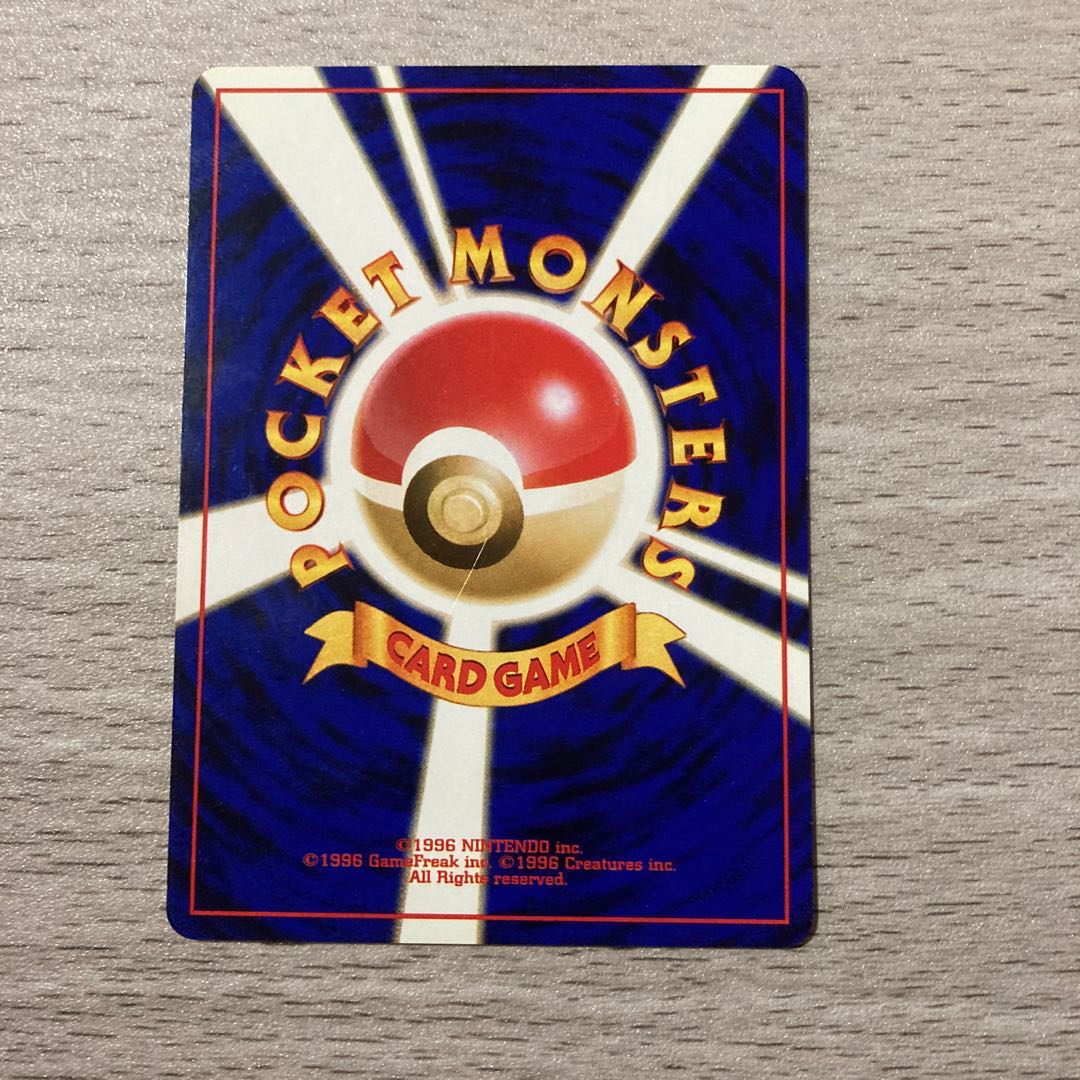 POCKET MONSTERS
CARD GAME
©1996 NINTENDO inc.
©1996 GameFreak inc. ©1996 Creatures inc.
All Rights reserved.